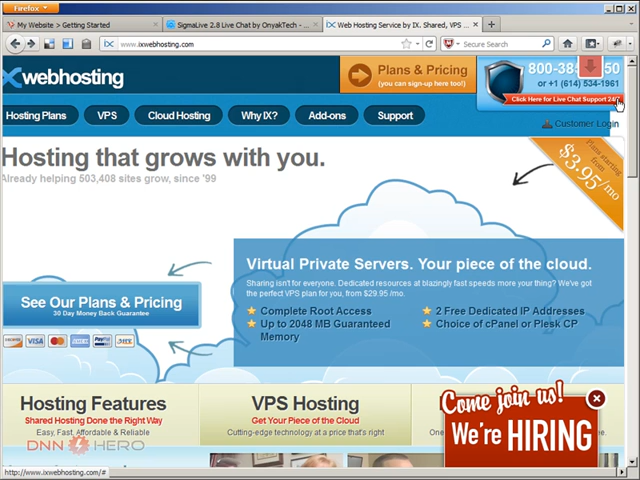 Firefox
My Website > Getting Started
SigmaLive 2.8 Live Chat by OnyakTech - ...
Web Hosting Service by IX. Shared, VPS ...
www.ixwebhosting.com
Secure Search
ixwebhosting
Plans & Pricing
(you can sign-up here too!)
or +1 (614) 534-1961
Click Here for Live Chat Support 24/7
Hosting Plans
VPS
Cloud Hosting
Why IX?
Add-ons
Support
Customer Login
Hosting that grows with you.
Already helping 503,408 sites grow, since '99
Plans starting from
$3.95/mo
Virtual Private Servers. Your piece of the cloud.
Sharing isn't for everyone. Dedicated resources at blazingly fast speeds more your thing? We've got
the perfect VPS plan for you, from $29.95 /mo.
Complete Root Access
2 Free Dedicated IP Addresses
Up to 2048 MB Guaranteed Memory
Choice of cPanel or Plesk CP
See Our Plans & Pricing
30 Day Money Back Guarantee
VISA
Hosting Features
Shared Hosting Done the Right Way
Easy, Fast, Affordable & Reliable
VPS Hosting
Get Your Piece of the Cloud
Cutting-edge technology at a price that's right
Come join us!
We're HIRING
DNN HERO
http://www.ixwebhosting.com/#